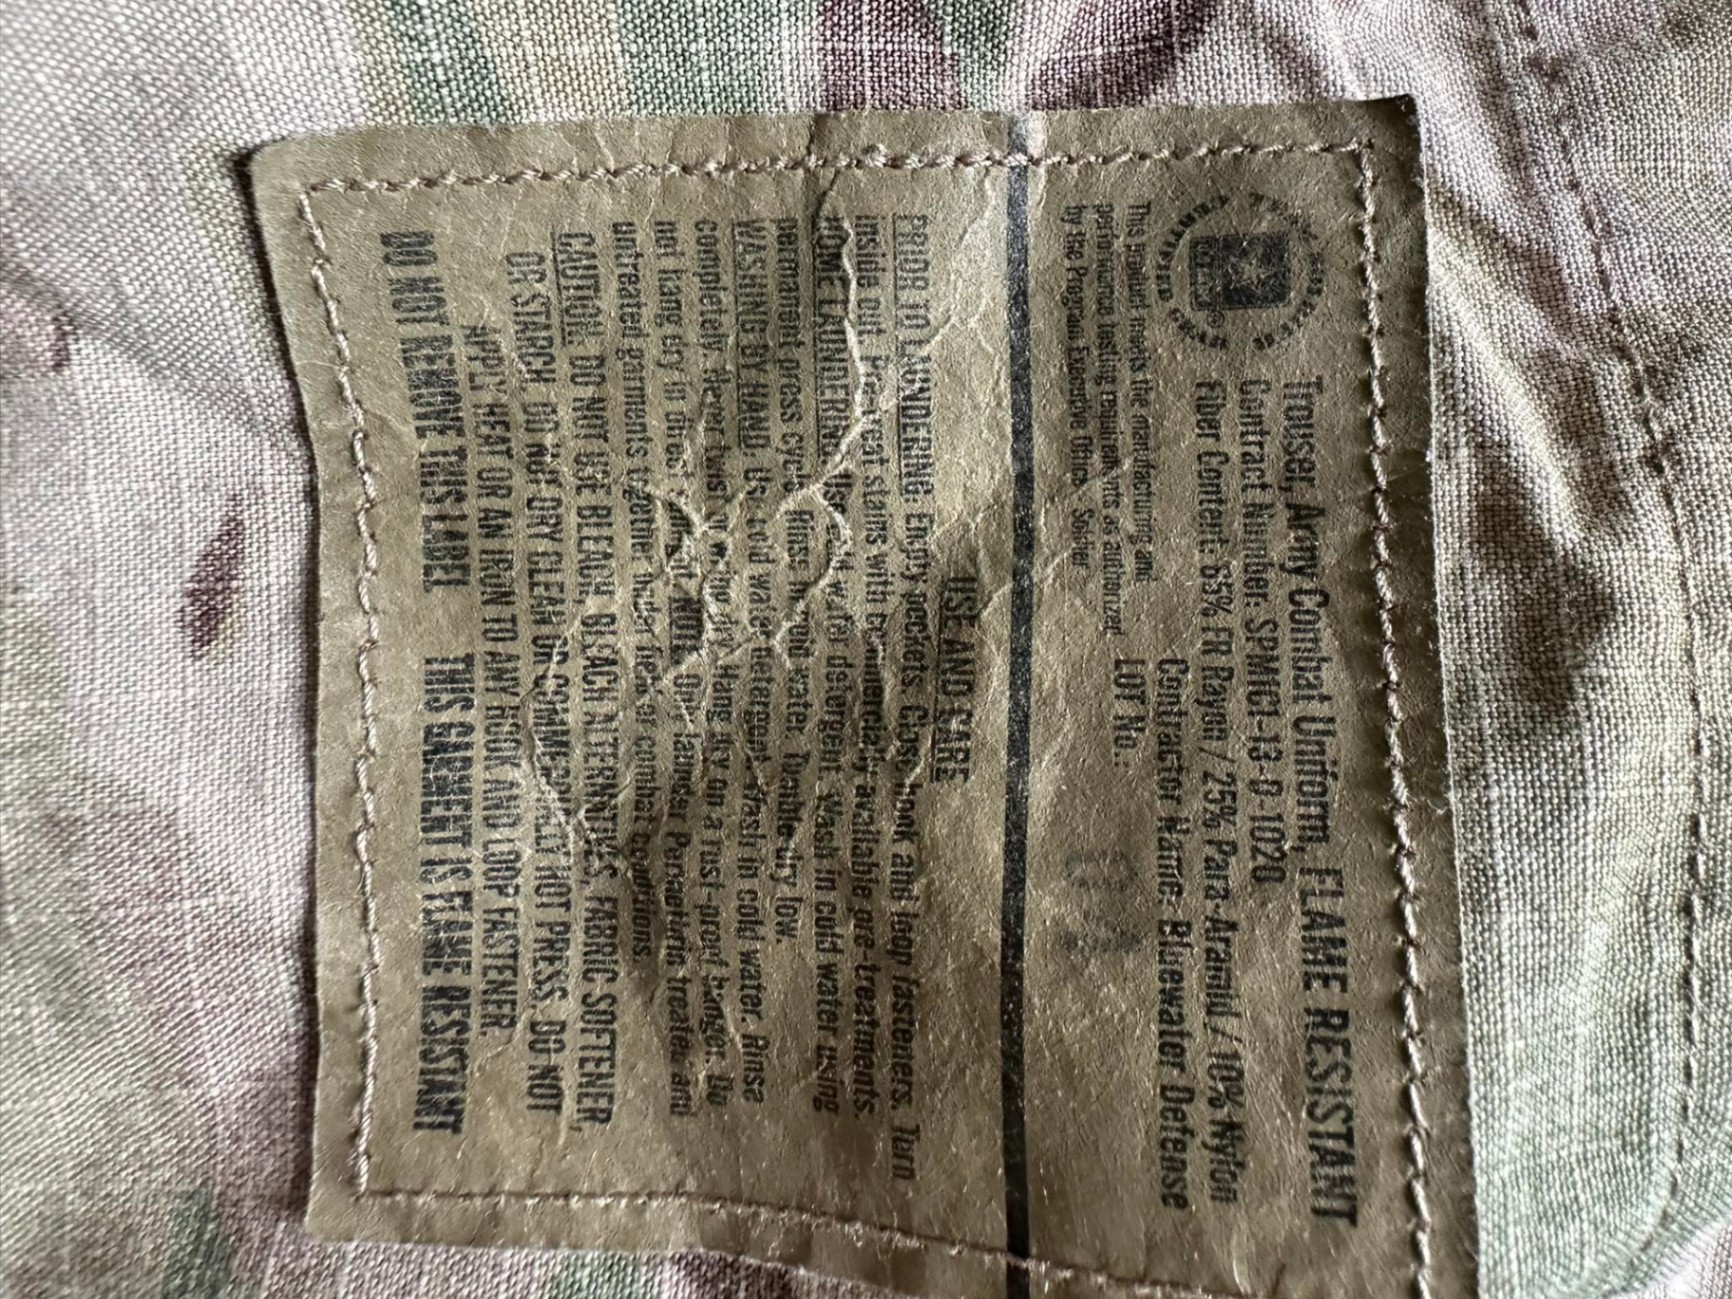 Trouser, Army Combat Uniform, FLAME RESISTANT
Contract Number: SPM1C1-13-D-1020
Fiber Content: 65% FR Rayon / 25% Para-Aramid / 10% Nylon
Contractor Name: Bluewater Defense
LOT No.:
This marker meets the manufacturing and
performance testing requirements as authorized
by the Program Executive Office, Soldier
USE AND CARE
PRIOR TO LAUNDERING: Empty pockets. Close hook and loop fasteners. Turn
inside out. Pre-treat stains with commercially available pre-treatments.
HOME LAUNDERING: Use water detergent. Wash in cold water using
permanent press cycle. Rinse in cold water. Tumble dry low.
WASHING BY HAND: Use cold water detergent. Wash in cold water. Rinse
completely. Never twist or wring dry. Hang dry on a rust-proof hanger. Do
not hang dry in direct sunlight. NOTE: Only launder Permethrin treated and
untreated garments together under field or combat conditions.
CAUTION: DO NOT USE BLEACH, BLEACH ALTERNATIVES, FABRIC SOFTENER,
OR STARCH. DO NOT DRY CLEAN OR COMMERCIALLY HOT PRESS. DO NOT
APPLY HEAT OR AN IRON TO ANY HOOK AND LOOP FASTENER.
DO NOT REMOVE THIS LABEL THIS GARMENT IS FLAME RESISTANT